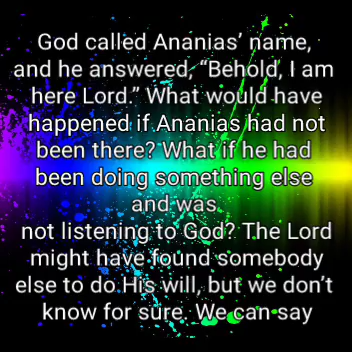 God called Ananias’ name,
and he answered, “Behold, I am
here Lord.” What would have
happened if Ananias had not
been there? What if he had
been doing something else
and was
not listening to God? The Lord
might have found somebody
else to do His will, but we don’t
know for sure. We can say